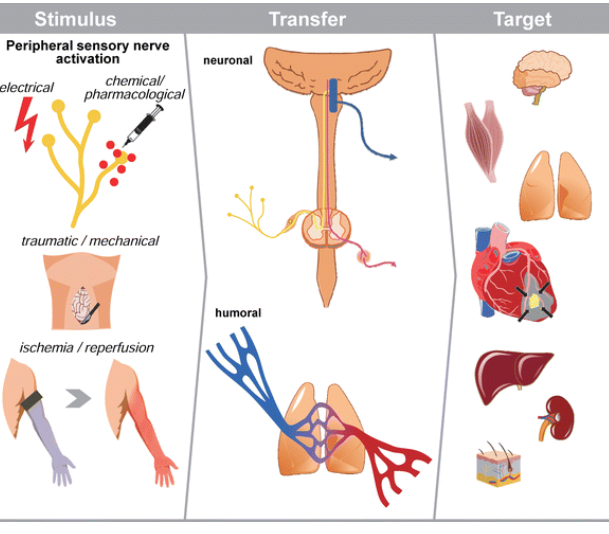 Stimulus
Transfer
Target
Peripheral sensory nerve
activation
electrical
chemical/
pharmacological
traumatic / mechanical
ischemia / reperfusion
neuronal
humoral